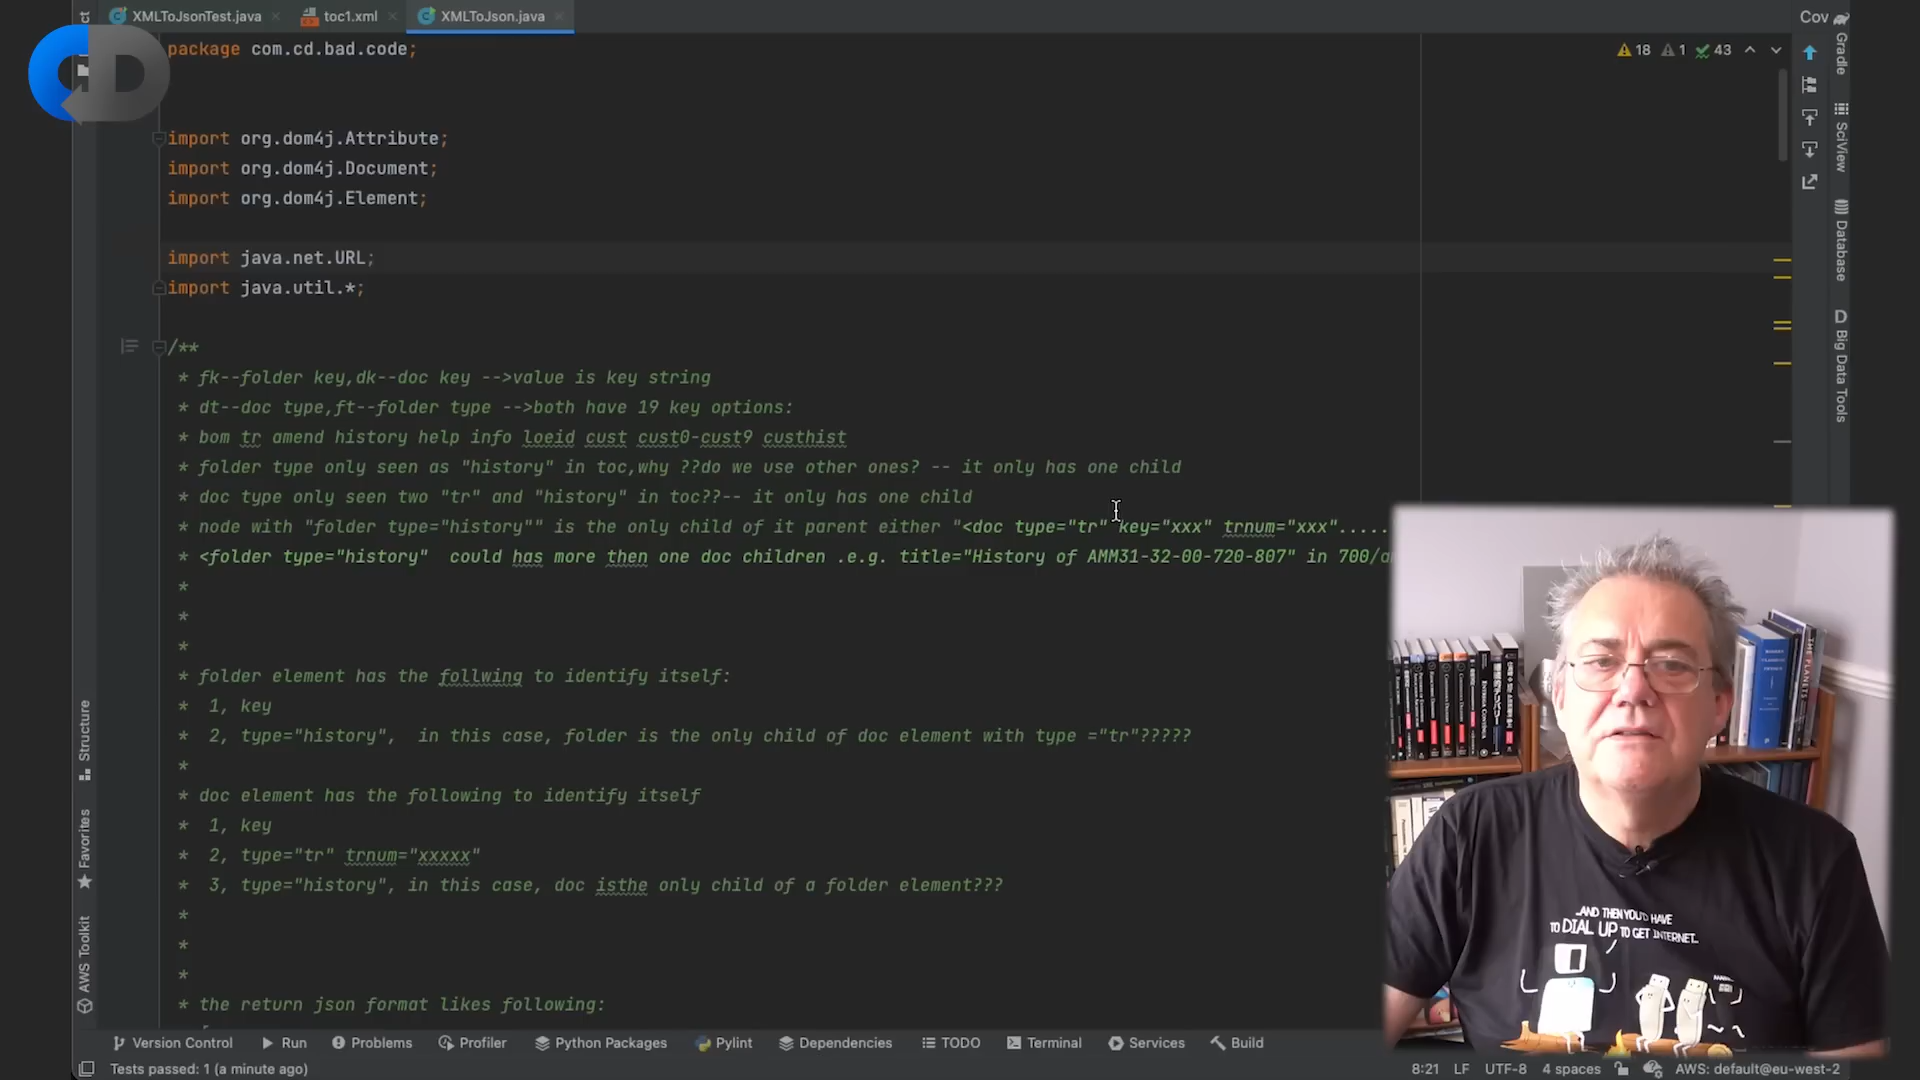 XMLToJsonTest.java
toc1.xml
XMLToJson.java
Cov
package com.cd.bad.code;
18 1 43
import org.dom4j.Attribute;
import org.dom4j.Document;
import org.dom4j.Element;
import java.net.URL;
import java.util.*;
/**
* fk--folder key,dk--doc key -->value is key string
* dt--doc type,ft--folder type -->both have 19 key options:
* bom tr amend history help info loeid cust cust0-cust9 custhist
* folder type only seen as "history" in toc,why ??do we use other ones? -- it only has one child
* doc type only seen two "tr" and "history" in toc??-- it only has one child
* node with "folder type="history"" is the only child of it parent either "<doc type="tr" key="xxx" trnum="xxx".....
* <folder type="history"  could has more then one doc children .e.g. title="History of AMM31-32-00-720-807" in 700/
*
*
*
* folder element has the follwing to identify itself:
*  1, key
*  2, type="history",  in this case, folder is the only child of doc element with type ="tr"?????
*
* doc element has the following to identify itself
*  1, key
*  2, type="tr" trnum="xxxxx"
*  3, type="history", in this case, doc isthe only child of a folder element???
*
*
*
* the return json format likes following:
Gradle
SciView
Database
D Big Data Tools
Structure
Favorites
AWS Toolkit
...AND THEN YOU'D HAVE
TO DIAL UP TO GET INTERNET...
Version Control Run Problems Profiler Python Packages Pylint Dependencies TODO Terminal Services Build
Tests passed: 1 (a minute ago)
8:21 LF UTF-8 4 spaces AWS: default@eu-west-2